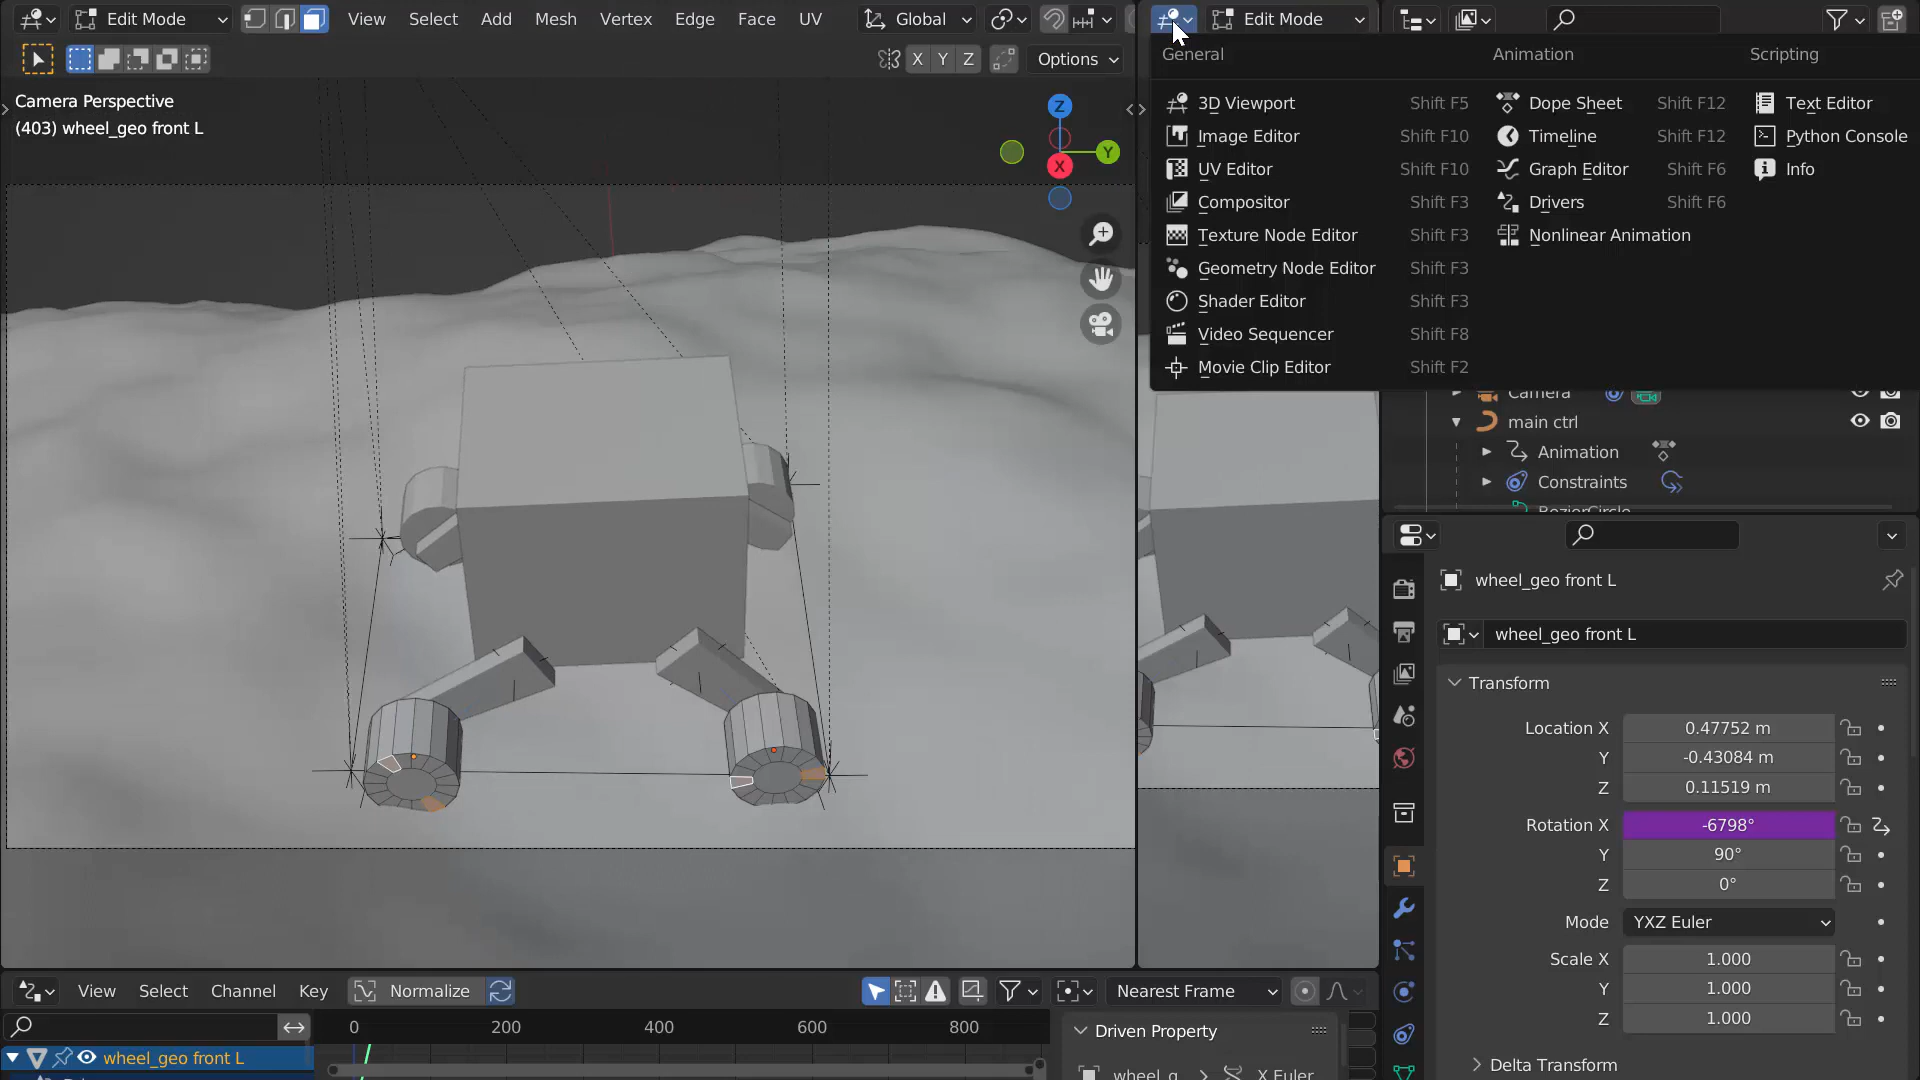 Edit Mode View Select Add Mesh Vertex Edge Face UV Global
X Y Z Options
Camera Perspective
(403) wheel_geo front L
Z
Y
X
Edit Mode
General Animation Scripting
3D Viewport Shift F5 Dope Sheet Shift F12 Text Editor
Image Editor Shift F10 Timeline Shift F12 Python Console
UV Editor Shift F10 Graph Editor Shift F6 Info
Compositor Shift F3 Drivers Shift F6
Texture Node Editor Shift F3 Nonlinear Animation
Geometry Node Editor Shift F3
Shader Editor Shift F3
Video Sequencer Shift F8
Movie Clip Editor Shift F2
Camera
main ctrl
Animation
Constraints
BezierCircle
wheel_geo front L
wheel_geo front L
Transform
Location X 0.47752 m
Y -0.43084 m
Z 0.11519 m
Rotation X -6798°
Y 90°
Z 0°
Mode YXZ Euler
Scale X 1.000
Y 1.000
Z 1.000
Delta Transform
View Select Channel Key Normalize Nearest Frame
0 200 400 600 800
wheel_geo front L
Driven Property
wheel_g X Euler